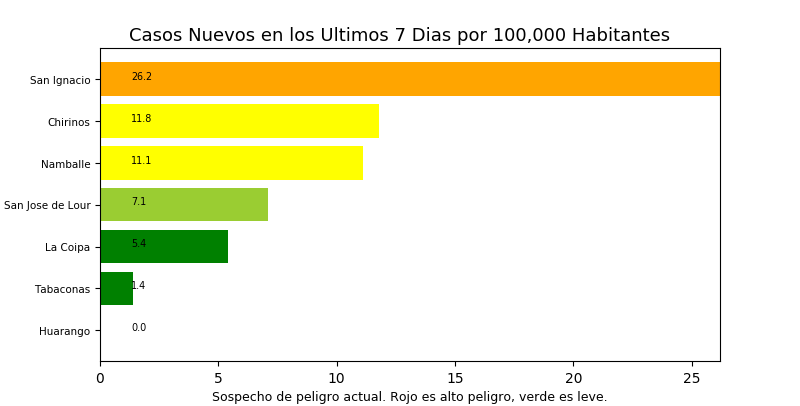 Casos Nuevos en los Ultimos 7 Dias por 100,000 Habitantes
San Ignacio 26.2
Chirinos 11.8
Namballe 11.1
San Jose de Lour 7.1
La Coipa 5.4
Tabaconas 1.4
Huarango 0.0
0 5 10 15 20 25
Sospecho de peligro actual. Rojo es alto peligro, verde es leve.